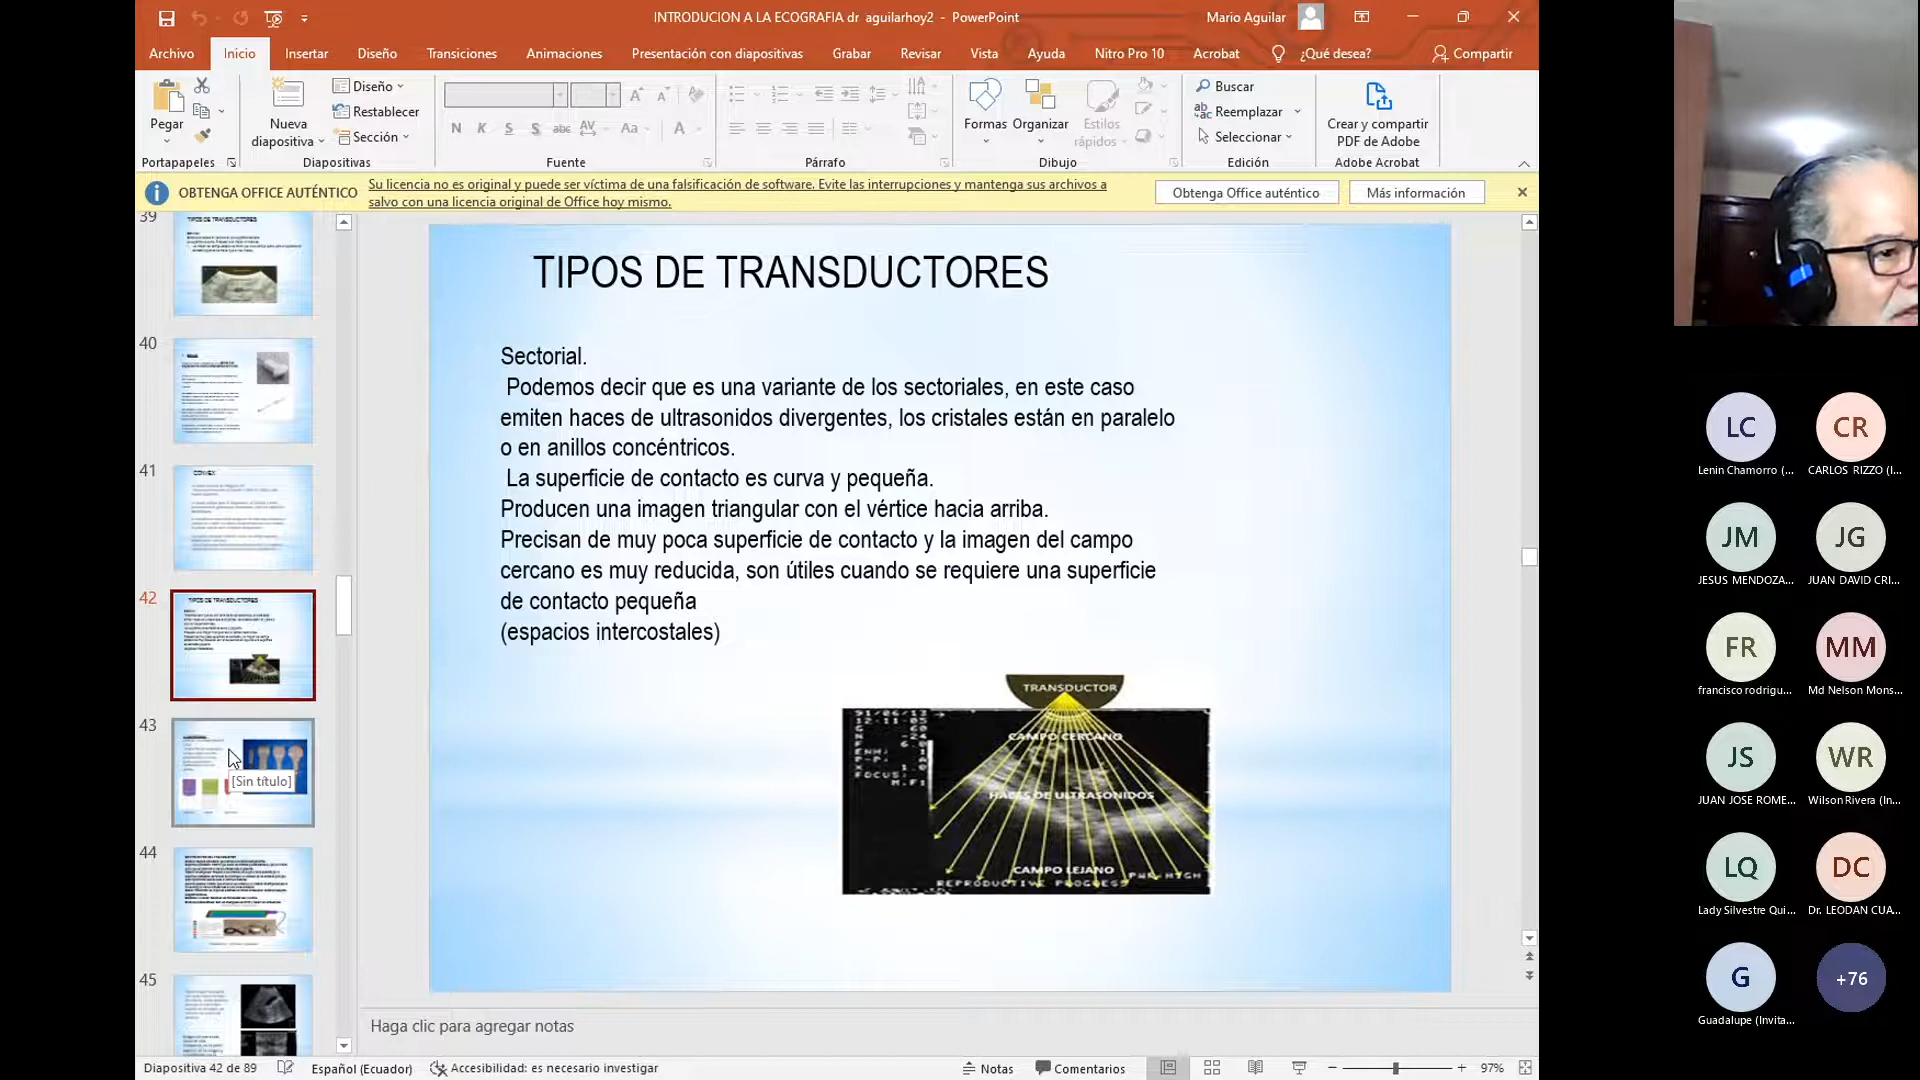 INTRODUCION A LA ECOGRAFIA dr aguilarhoy2 - PowerPoint
Mario Aguilar
Archivo
Inicio
Insertar
Diseño
Transiciones
Animaciones
Presentación con diapositivas
Grabar
Revisar
Vista
Ayuda
Nitro Pro 10
Acrobat
¿Qué desea?
Compartir
Pegar
Nueva
diapositiva
Diseño
Restablecer
Sección
N K S S abc AV Aa A
Formas
Organizar
Estilos
rápidos
Buscar
Reemplazar
Seleccionar
Crear y compartir
PDF de Adobe
Portapapeles
Diapositivas
Fuente
Párrafo
Dibujo
Edición
Adobe Acrobat
OBTENGA OFFICE AUTÉNTICO
Su licencia no es original y puede ser víctima de una falsificación de software. Evite las interrupciones y mantenga sus archivos a
salvo con una licencia original de Office hoy mismo.
Obtenga Office auténtico
Más información
39
TIPOS DE TRANSDUCTORES
40
41
CONVEX
42
TIPOS DE TRANSDUCTORES
43
[Sin título]
44
45
TIPOS DE TRANSDUCTORES
Sectorial.
Podemos decir que es una variante de los sectoriales, en este caso
emiten haces de ultrasonidos divergentes, los cristales están en paralelo
o en anillos concéntricos.
La superficie de contacto es curva y pequeña.
Producen una imagen triangular con el vértice hacia arriba.
Precisan de muy poca superficie de contacto y la imagen del campo
cercano es muy reducida, son útiles cuando se requiere una superficie
de contacto pequeña
(espacios intercostales)
TRANSDUCTOR
CAMPO CERCANO
HACES DE ULTRASONIDOS
CAMPO LEJANO
REPRODUCTIVE PROGRESS
Haga clic para agregar notas
Diapositiva 42 de 89
Español (Ecuador)
Accesibilidad: es necesario investigar
Notas
Comentarios
97%
LC
Lenin Chamorro (...
CR
CARLOS RIZZO (I...
JM
JESUS MENDOZA...
JG
JUAN DAVID CRI...
FR
francisco rodrigu...
MM
Md Nelson Mons...
JS
JUAN JOSE ROME...
WR
Wilson Rivera (In...
LQ
Lady Silvestre Qui...
DC
Dr. LEODAN CUA...
G
Guadalupe (Invita...
+76